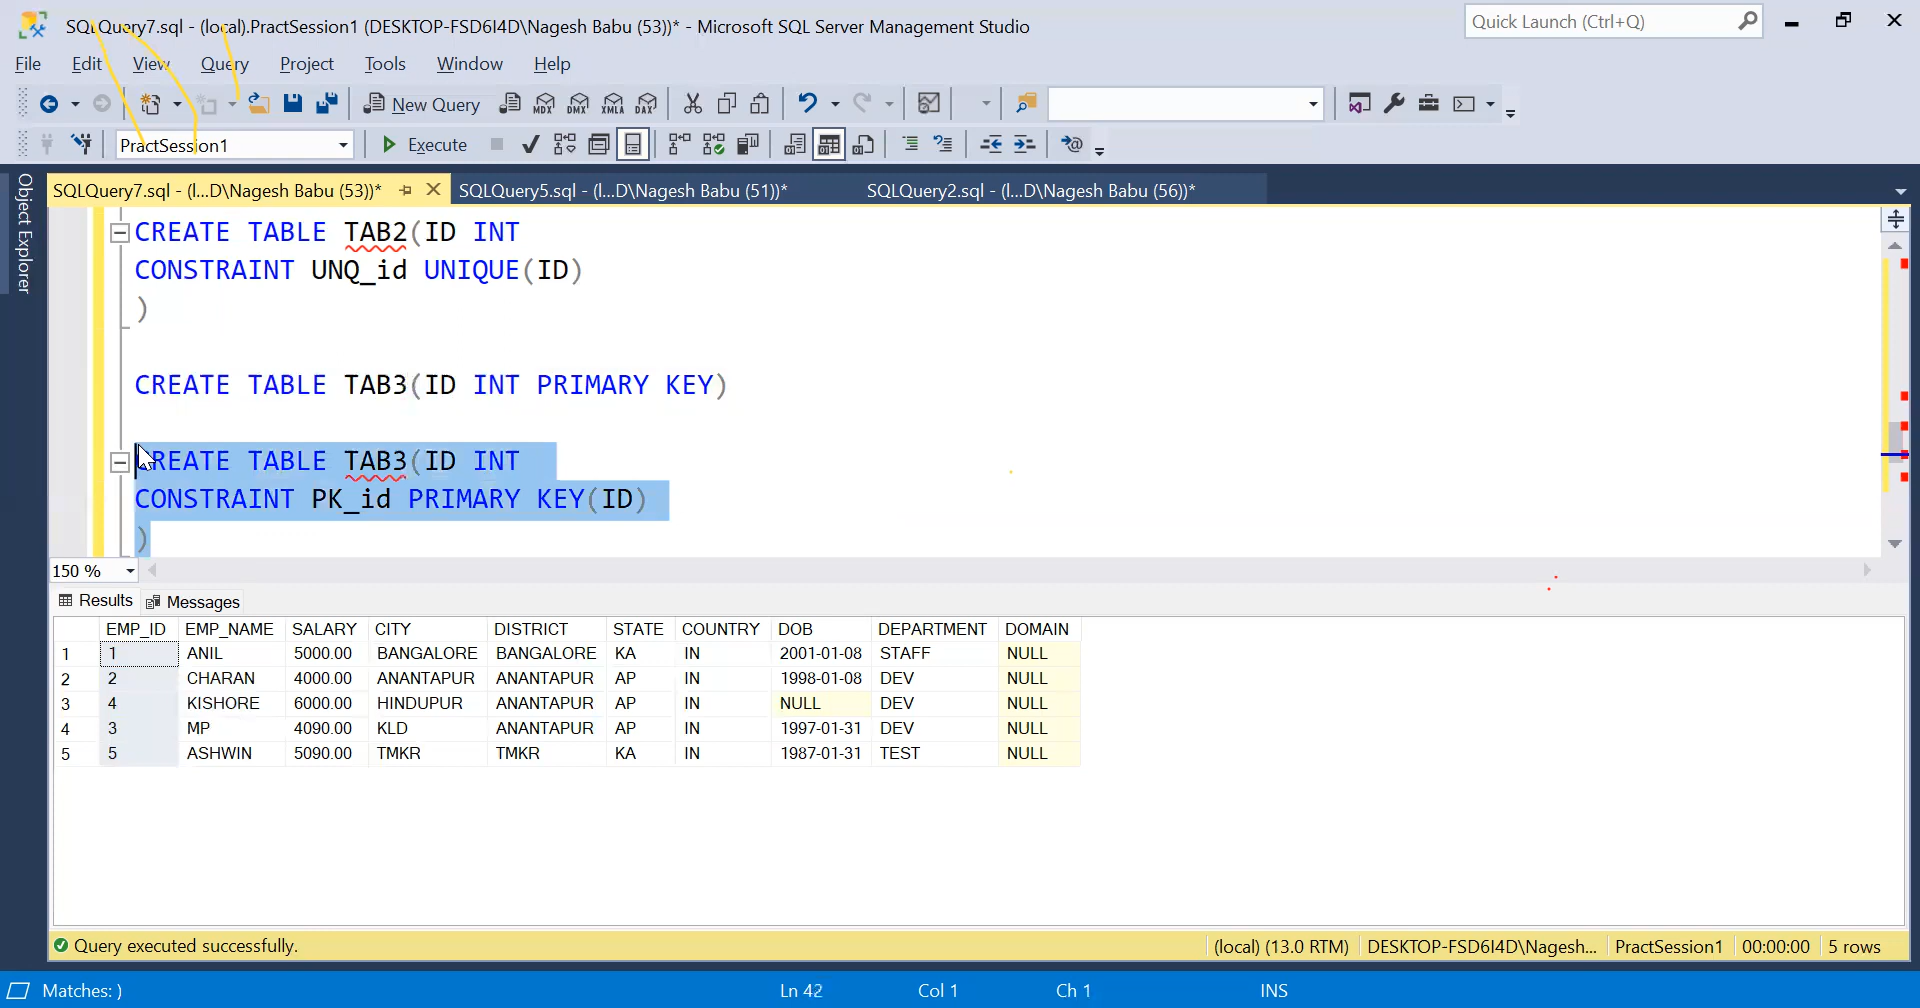 SQLQuery7.sql - (local).PractSession1 (DESKTOP-FSD6I4D\Nagesh Babu (53))* - Microsoft SQL Server Management Studio
Quick Launch (Ctrl+Q)
File Edit View Query Project Tools Window Help
New Query MDX DMX XMLA DAX
PractSession1 Execute
Object Explorer
SQLQuery7.sql - (l...D\Nagesh Babu (53))* SQLQuery5.sql - (l...D\Nagesh Babu (51))* SQLQuery2.sql - (l...D\Nagesh Babu (56))*
CREATE TABLE TAB2(ID INT
CONSTRAINT UNQ_id UNIQUE(ID)
)
CREATE TABLE TAB3(ID INT PRIMARY KEY)
CREATE TABLE TAB3(ID INT
CONSTRAINT PK_id PRIMARY KEY(ID)
)
150 %
Results Messages
EMP_ID EMP_NAME SALARY CITY DISTRICT STATE COUNTRY DOB DEPARTMENT DOMAIN
1 1 ANIL 5000.00 BANGALORE BANGALORE KA IN 2001-01-08 STAFF NULL
2 2 CHARAN 4000.00 ANANTAPUR ANANTAPUR AP IN 1998-01-08 DEV NULL
3 4 KISHORE 6000.00 HINDUPUR ANANTAPUR AP IN NULL DEV NULL
4 3 MP 4090.00 KLD ANANTAPUR AP IN 1997-01-31 DEV NULL
5 5 ASHWIN 5090.00 TMKR TMKR KA IN 1987-01-31 TEST NULL
Query executed successfully. (local) (13.0 RTM) DESKTOP-FSD6I4D\Nagesh... PractSession1 00:00:00 5 rows
Matches: ) Ln 42 Col 1 Ch 1 INS